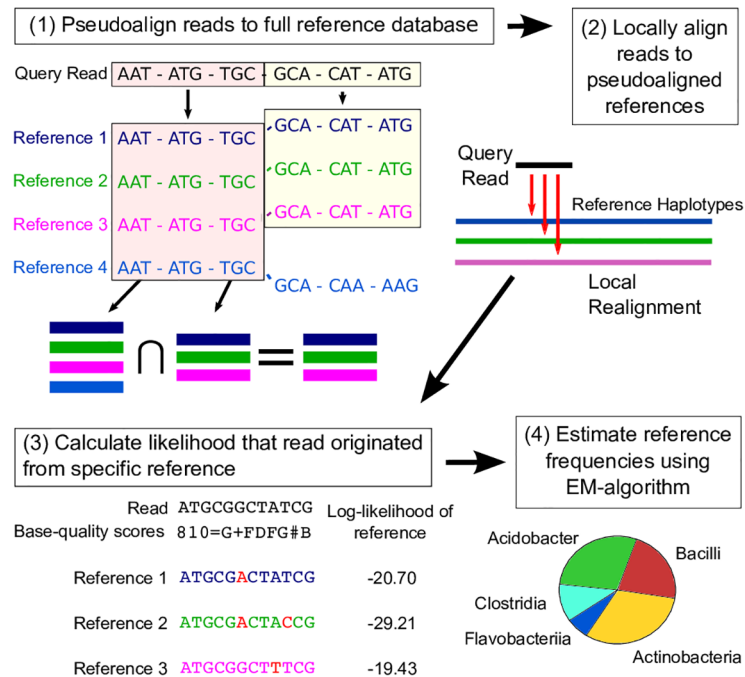 (1) Pseudoalign reads to full reference database
Query Read AAT - ATG - TGC - GCA - CAT - ATG
Reference 1 AAT - ATG - TGC GCA - CAT - ATG
Reference 2 AAT - ATG - TGC GCA - CAT - ATG
Reference 3 AAT - ATG - TGC GCA - CAT - ATG
Reference 4 AAT - ATG - TGC GCA - CAA - AAG
∩ =
(2) Locally align
reads to
pseudoaligned
references
Query
Read
Reference Haplotypes
Local
Realignment
(3) Calculate likelihood that read originated
from specific reference
Read ATGCGGCTATCG
Base-quality scores 810=G+FDFG#B
Log-likelihood of
reference
Reference 1 ATGCGACTATCG -20.70
Reference 2 ATGCGACTACCG -29.21
Reference 3 ATGCGGCTTTCG -19.43
(4) Estimate reference
frequencies using
EM-algorithm
Acidobacter
Bacilli
Clostridia
Flavobacteriia
Actinobacteria